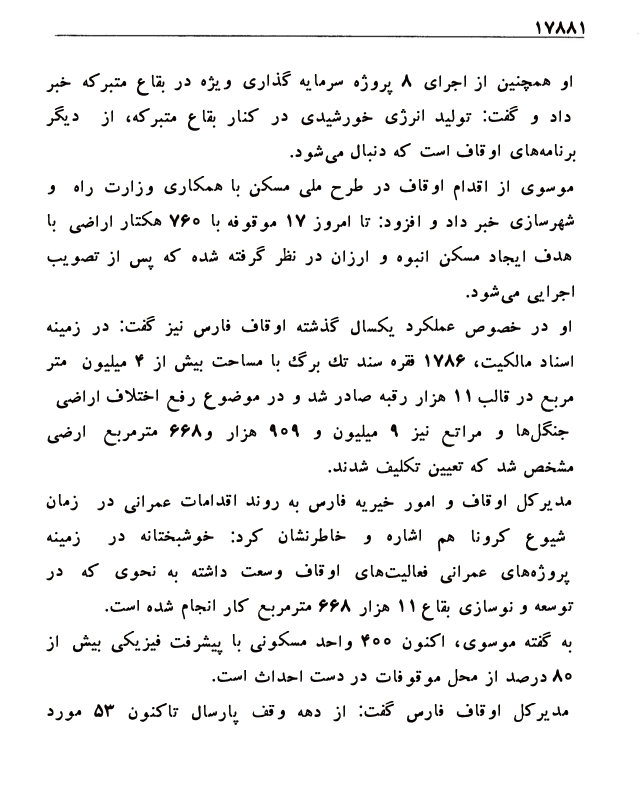 ۱۷۸۸۱
او همچنین از اجرای ۸ پروژه سرمایه گذاری ویژه در بقاع متبرکه خبر
داد و گفت: تولید انرژی خورشیدی در کنار بقاع متبرکه، از دیگر
برنامه‌های اوقاف است که دنبال می‌شود.
موسوی از اقدام اوقاف در طرح ملی مسکن با همکاری وزارت راه و
شهرسازی خبر داد و افزود: تا امروز ۱۷ موقوفه با ۷۶۰ هکتار اراضی با
هدف ایجاد مسکن انبوه و ارزان در نظر گرفته شده که پس از تصویب
اجرایی می‌شود.
او در خصوص عملکرد یکسال گذشته اوقاف فارس نیز گفت: در زمینه
اسناد مالکیت، ۱۷۸۶ فقره سند تك برگ با مساحت بیش از ۴ میلیون متر
مربع در قالب ۱۱ هزار رقبه صادر شد و در موضوع رفع اختلاف اراضی
جنگل‌ها و مراتع نیز ۹ میلیون و ۹۰۹ هزار و۶۶۸ مترمربع ارضی
مشخص شد که تعیین تکلیف شدند.
مدیرکل اوقاف و امور خیریه فارس به روند اقدامات عمرانی در زمان
شیوع کرونا هم اشاره و خاطرنشان کرد: خوشبختانه در زمینه
پروژه‌های عمرانی فعالیت‌های اوقاف وسعت داشته به نحوی که در
توسعه و نوسازی بقاع ۱۱ هزار ۶۶۸ مترمربع کار انجام شده است.
به گفته موسوی، اکنون ۴۰۰ واحد مسکونی با پیشرفت فیزیکی بیش از
۸۰ درصد از محل موقوفات در دست احداث است.
مدیرکل اوقاف فارس گفت: از دهه وقف پارسال تاکنون ۵۳ مورد